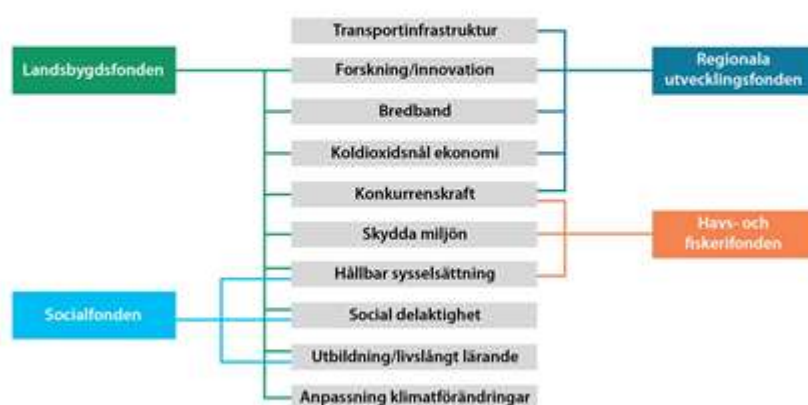 Transportinfrastruktur
Landsbygdsfonden
Forskning/innovation
Regionala
utvecklingsfonden
Bredband
Koldioxidsnål ekonomi
Konkurrenskraft
Skydda miljön
Havs- och
fiskerifonden
Hållbar sysselsättning
Socialfonden
Social delaktighet
Utbildning/livslångt lärande
Anpassning klimatförändringar